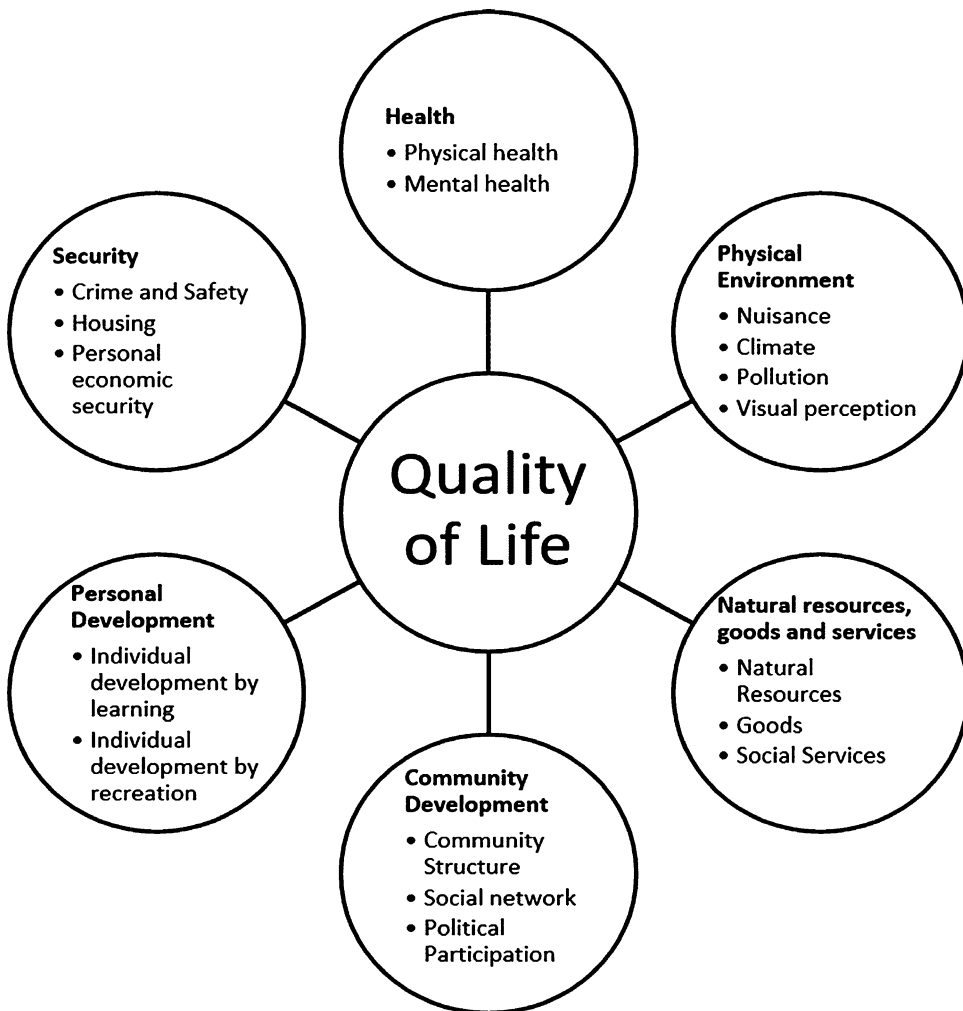 Health
• Physical health
• Mental health
Security
• Crime and Safety
• Housing
• Personal
economic
security
Physical
Environment
• Nuisance
• Climate
• Pollution
• Visual perception
Quality
of Life
Personal
Development
• Individual
development by
learning
• Individual
development by
recreation
Natural resources,
goods and services
• Natural
Resources
• Goods
• Social Services
Community
Development
• Community
Structure
• Social network
• Political
Participation